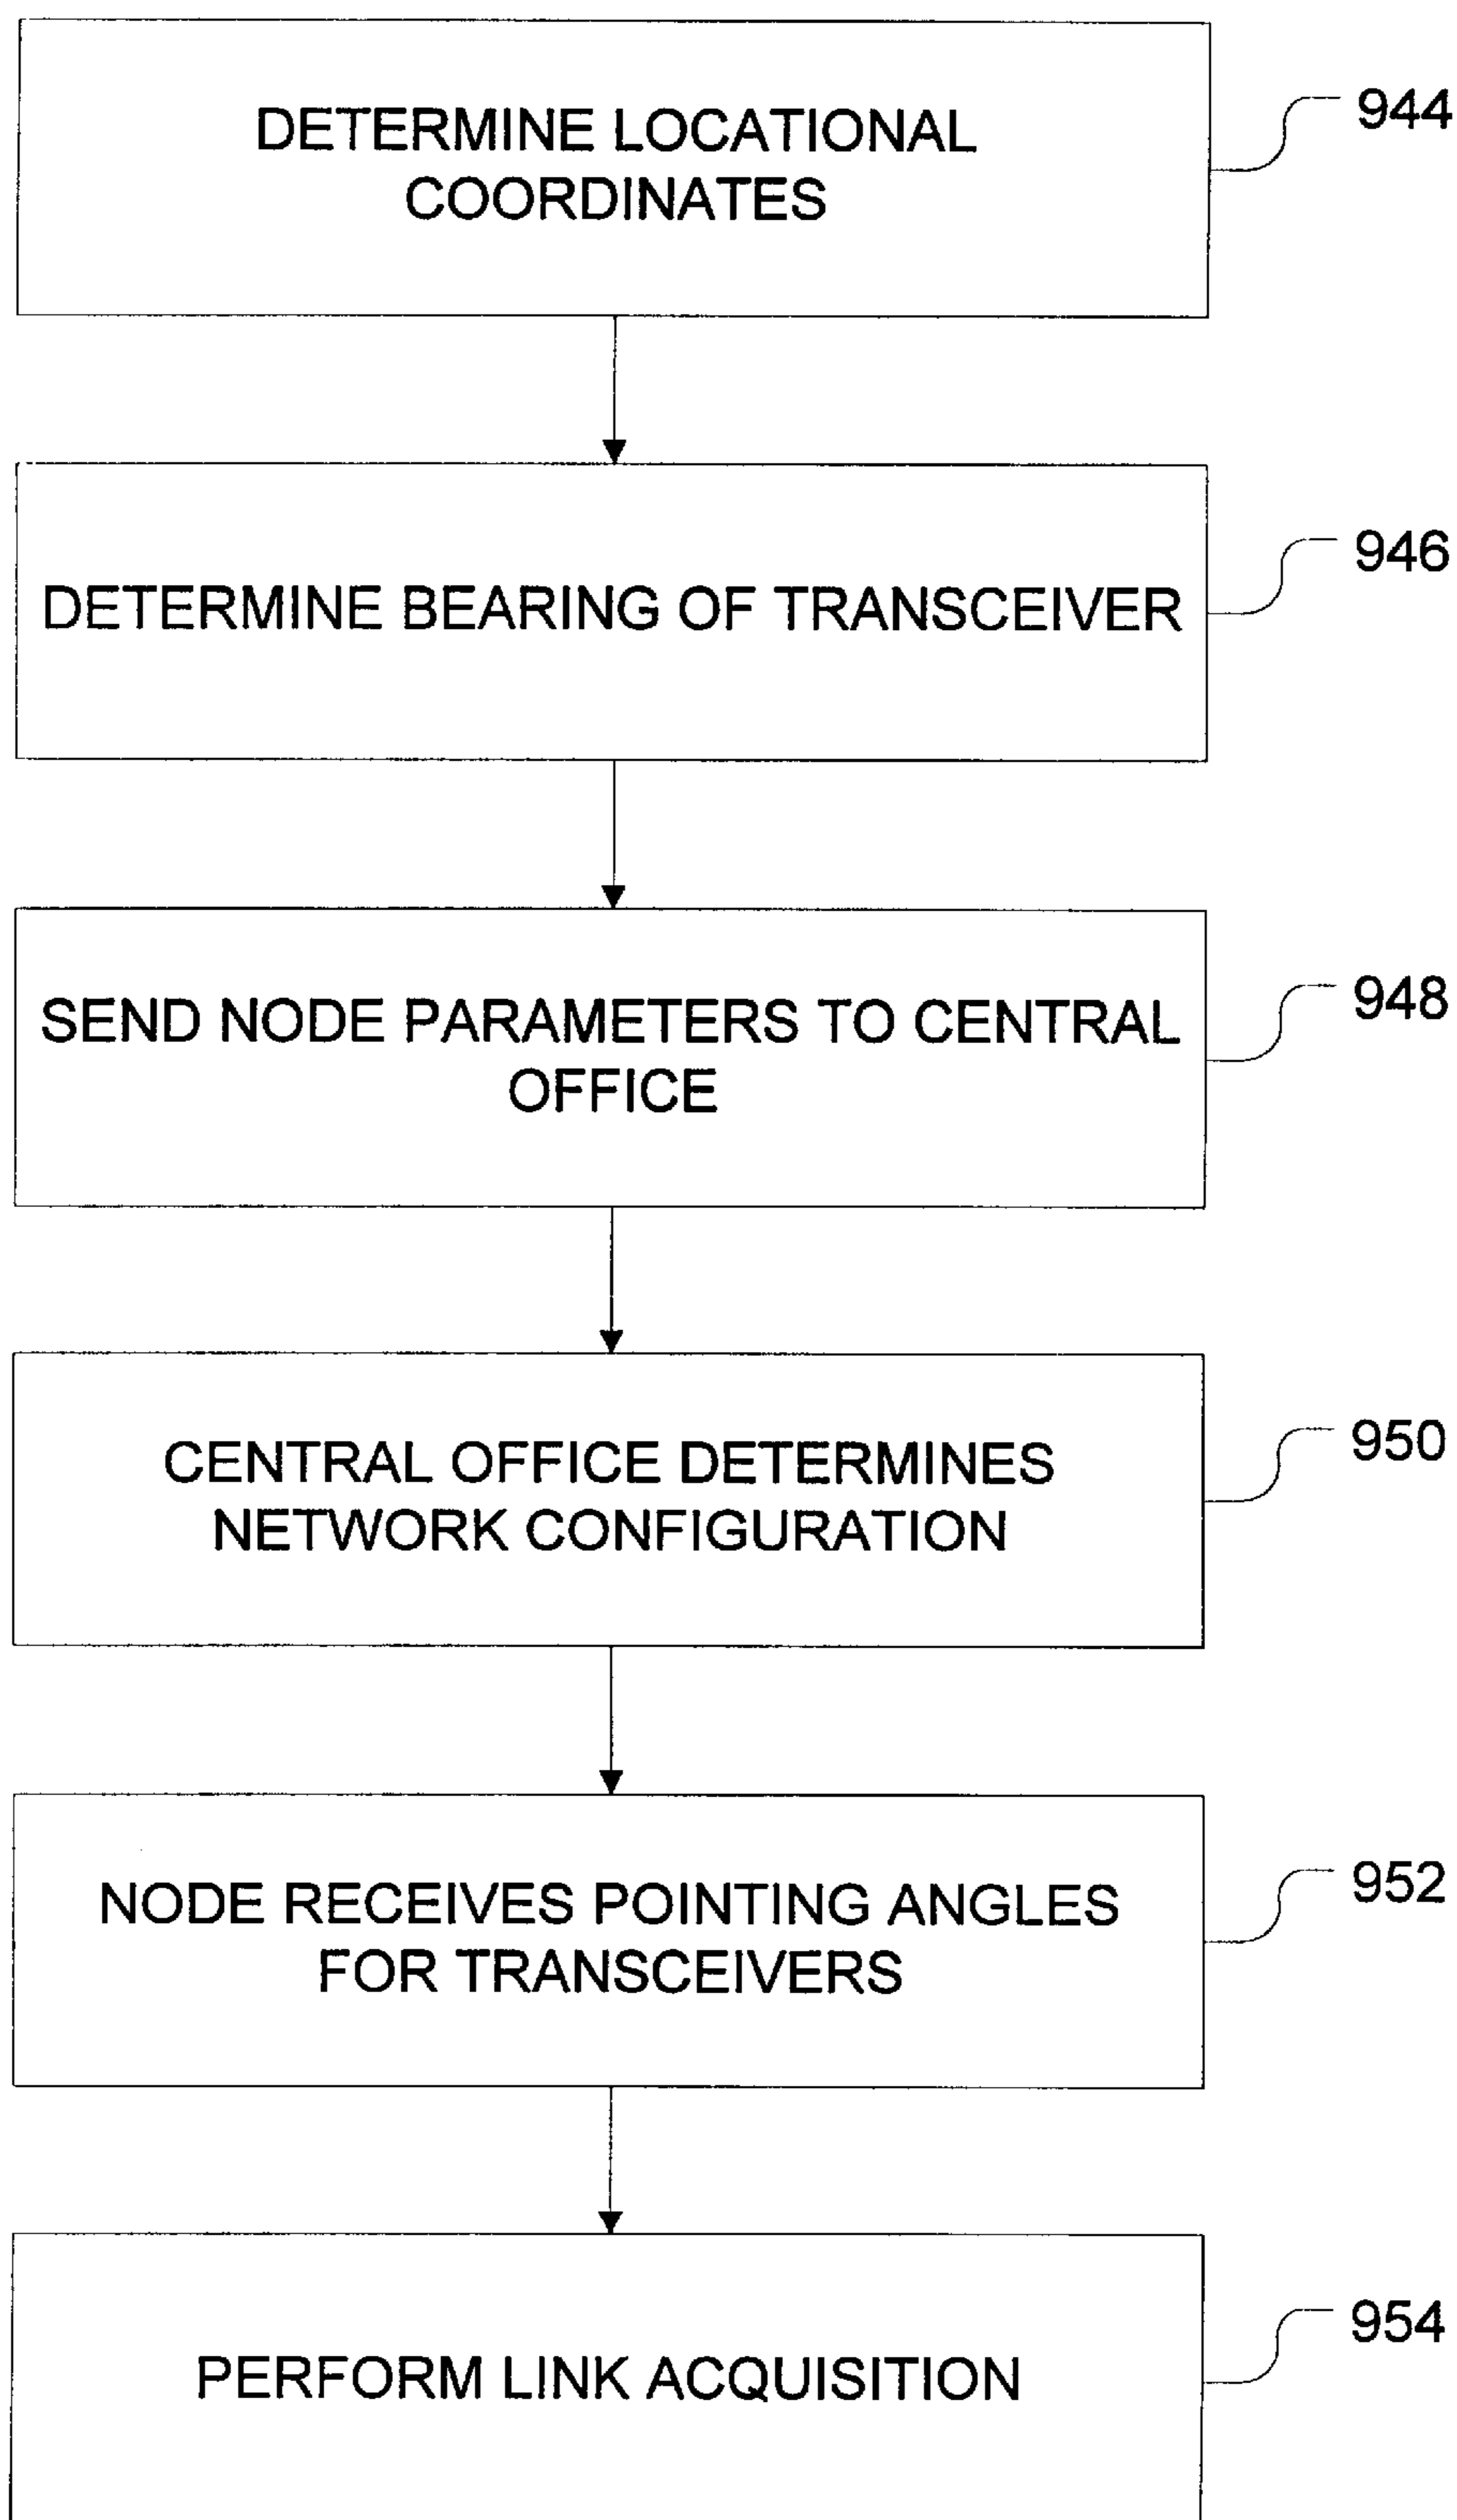 DETERMINE LOCATIONAL
COORDINATES
944
DETERMINE BEARING OF TRANSCEIVER
946
SEND NODE PARAMETERS TO CENTRAL
OFFICE
948
CENTRAL OFFICE DETERMINES
NETWORK CONFIGURATION
950
NODE RECEIVES POINTING ANGLES
FOR TRANSCEIVERS
952
PERFORM LINK ACQUISITION
954